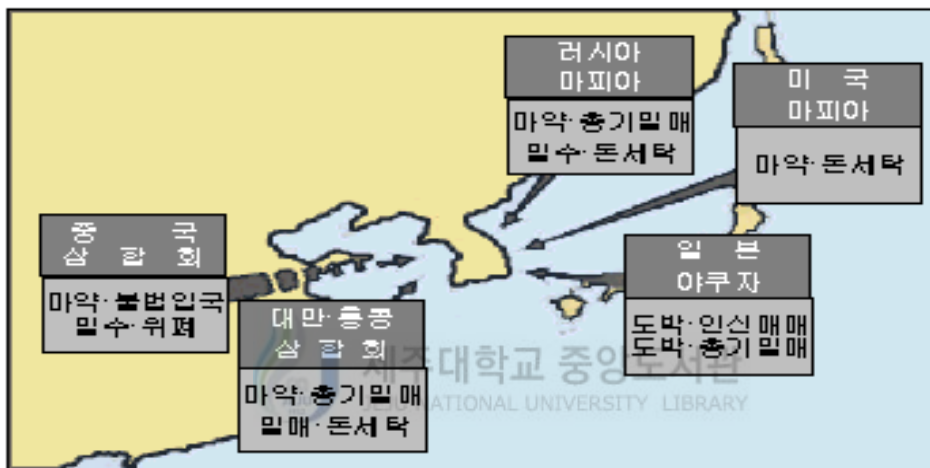 러시아
마피아
마약·총기밀매
밀수·돈세탁
미 국
마피아
마약·돈세탁
중 국
삼 합 회
마약·불법입국
밀수·위폐
대만·홍콩
삼 합 회
마약·총기밀매
밀매·돈세탁
일 본
야쿠자
도박·인신매매
도박·총기밀매
제주대학교 중앙도서관
JEJU NATIONAL UNIVERSITY LIBRARY